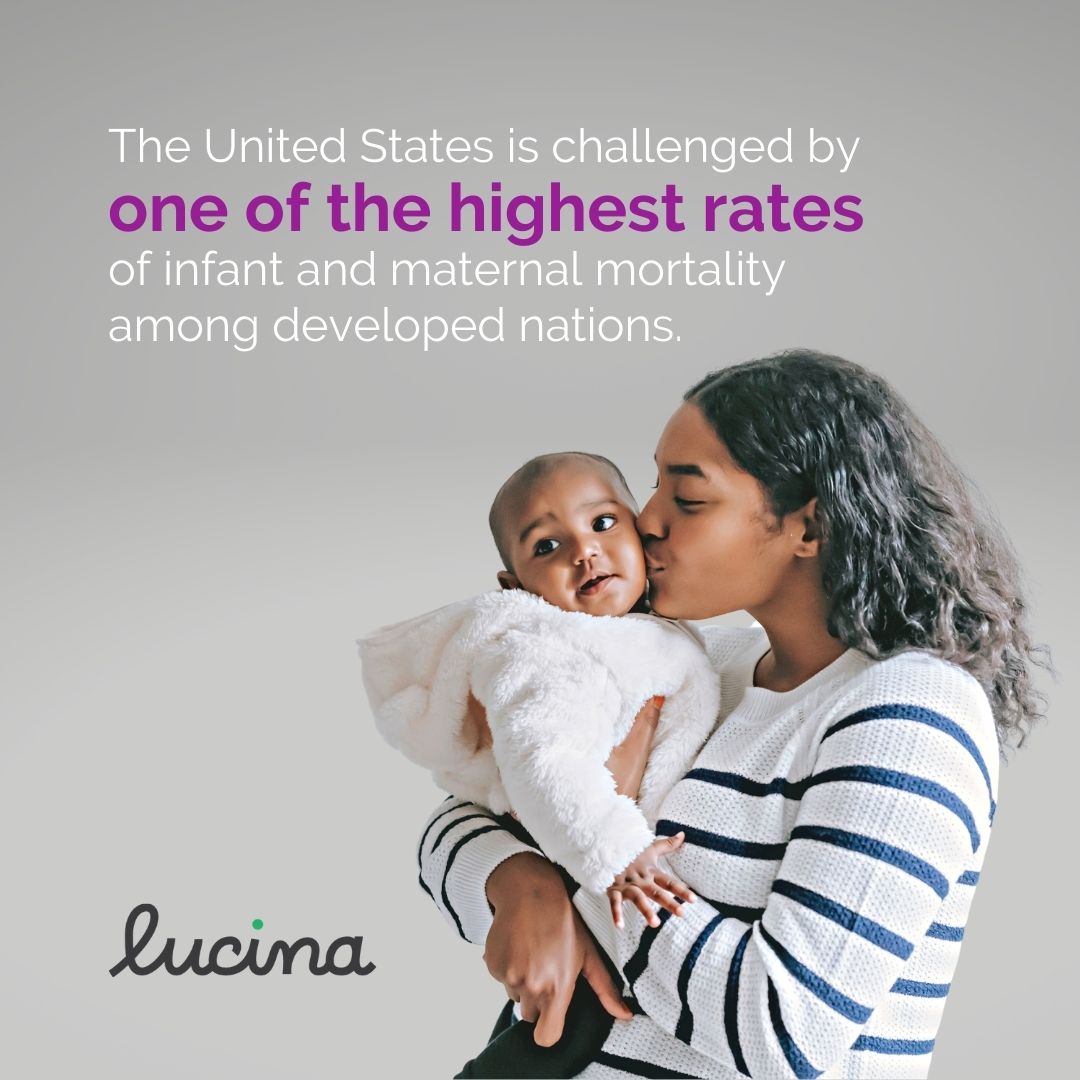 The United States is challenged by
one of the highest rates
of infant and maternal mortality
among developed nations.
lucina